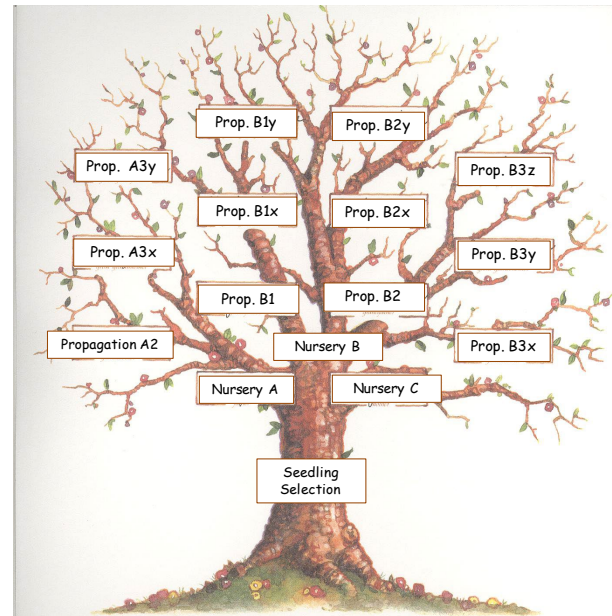 Prop. B1y
Prop. B2y
Prop. A3y
Prop. B3z
Prop. B1x
Prop. B2x
Prop. A3x
Prop. B3y
Prop. B1
Prop. B2
Propagation A2
Nursery B
Prop. B3x
Nursery A
Nursery C
Seedling
Selection